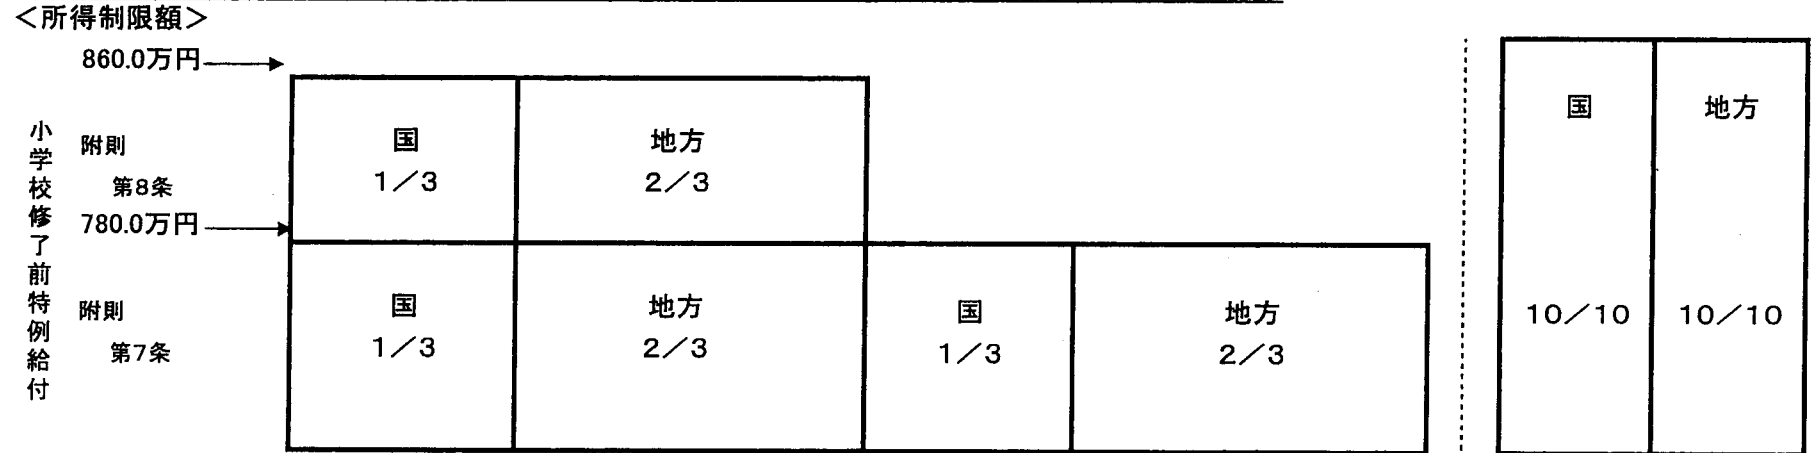 ＜所得制限額＞
860.0万円
小学校修了前特例給付
附則
第8条
国
1／3
地方
2／3
780.0万円
附則
第7条
国
1／3
地方
2／3
国
1／3
地方
2／3
国
10／10
地方
10／10